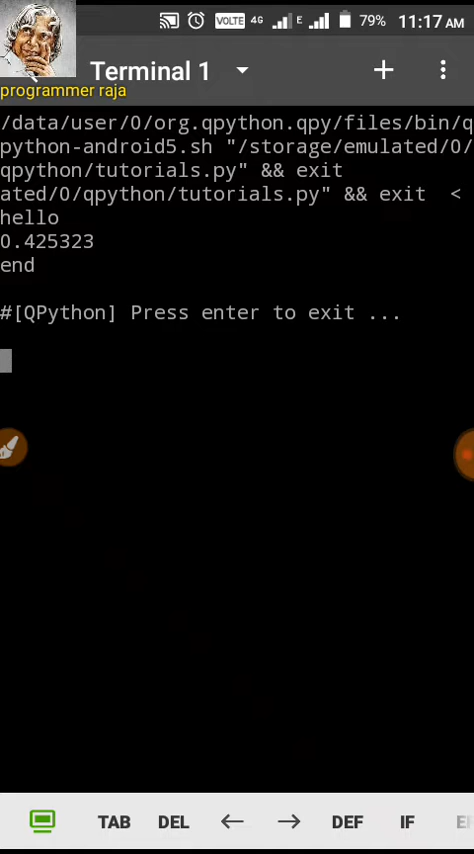 VOLTE 4G E 79% 11:17 AM
Terminal 1
programmer raja
/data/user/0/org.qpython.qpy/files/bin/q
python-android5.sh "/storage/emulated/0/
qpython/tutorials.py" && exit
ated/0/qpython/tutorials.py" && exit <
hello
0.425323
end
#[QPython] Press enter to exit ...
TAB DEL ← → DEF IF